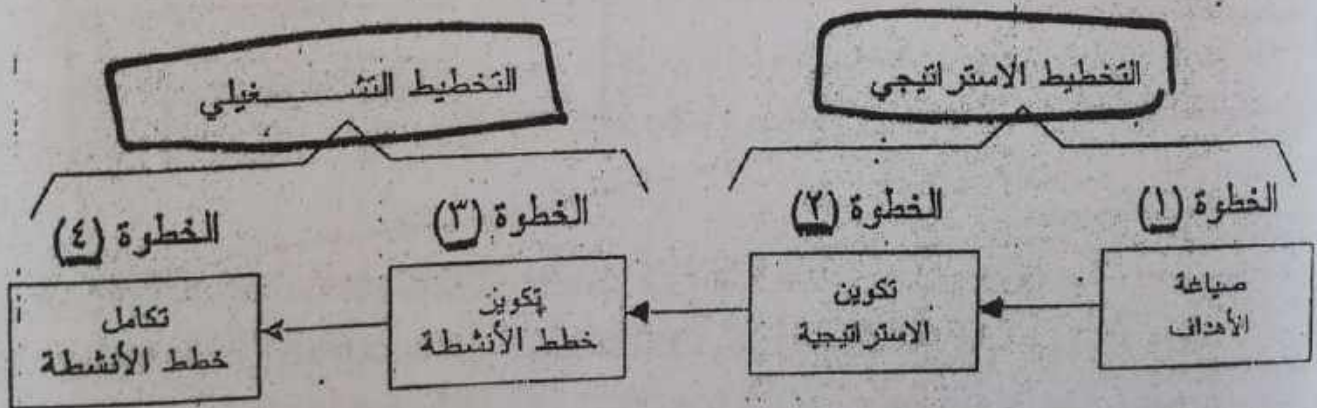 التخطيط الاستراتيجي
التخطيط التشغيلي
الخطوة (١)
الخطوة (٢)
الخطوة (٣)
الخطوة (٤)
صياغة
الأهداف
تكوين
الاستراتيجية
تكوين
خطط الأنشطة
تكامل
خطط الأنشطة